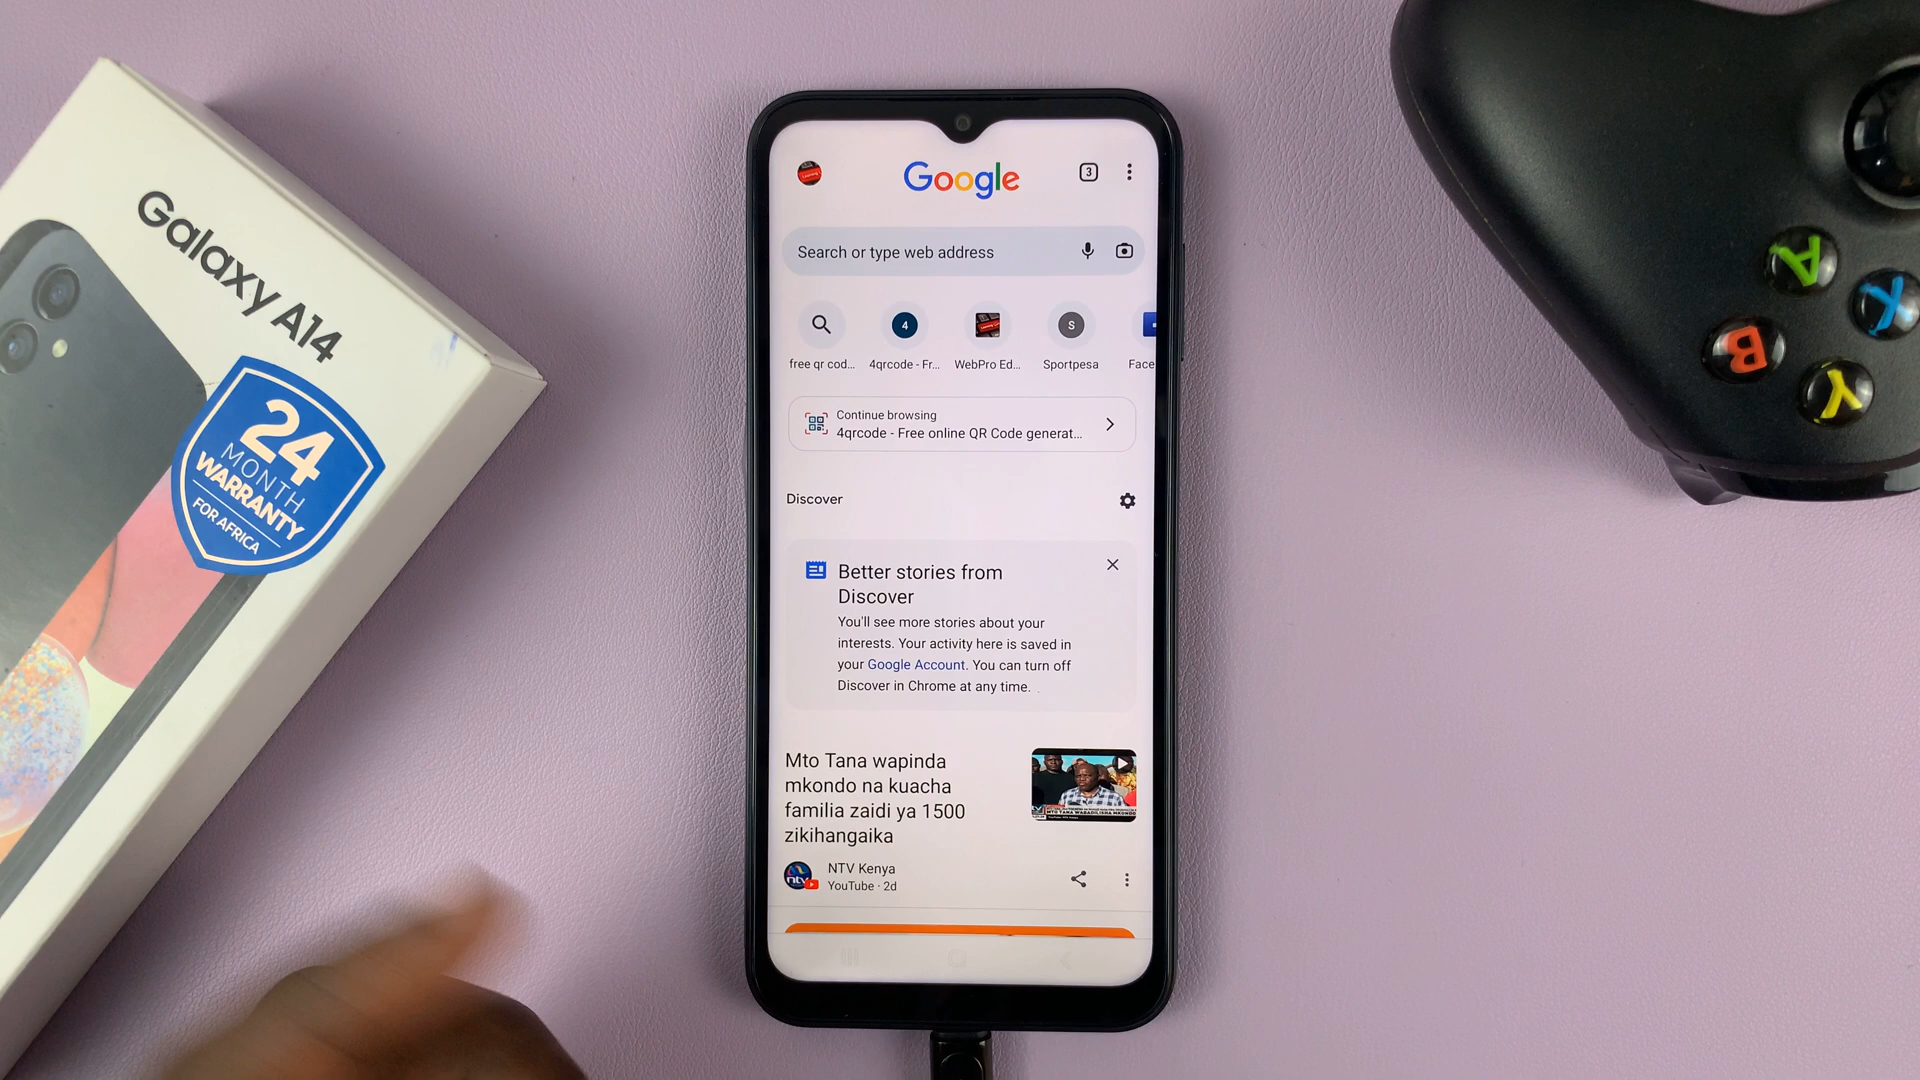 Galaxy A14
24
MONTH
WARRANTY
FOR AFRICA
Google
3
Search or type web address
4
S
free qr cod...
4qrcode - Fr...
WebPro Ed...
Sportpesa
Face
Continue browsing
4qrcode - Free online QR Code generat...
Discover
Better stories from
Discover
You'll see more stories about your
interests. Your activity here is saved in
your Google Account. You can turn off
Discover in Chrome at any time.
Mto Tana wapinda
mkondo na kuacha
familia zaidi ya 1500
zikihangaika
ntv
NTV Kenya
YouTube · 2d
A
X
B
Y